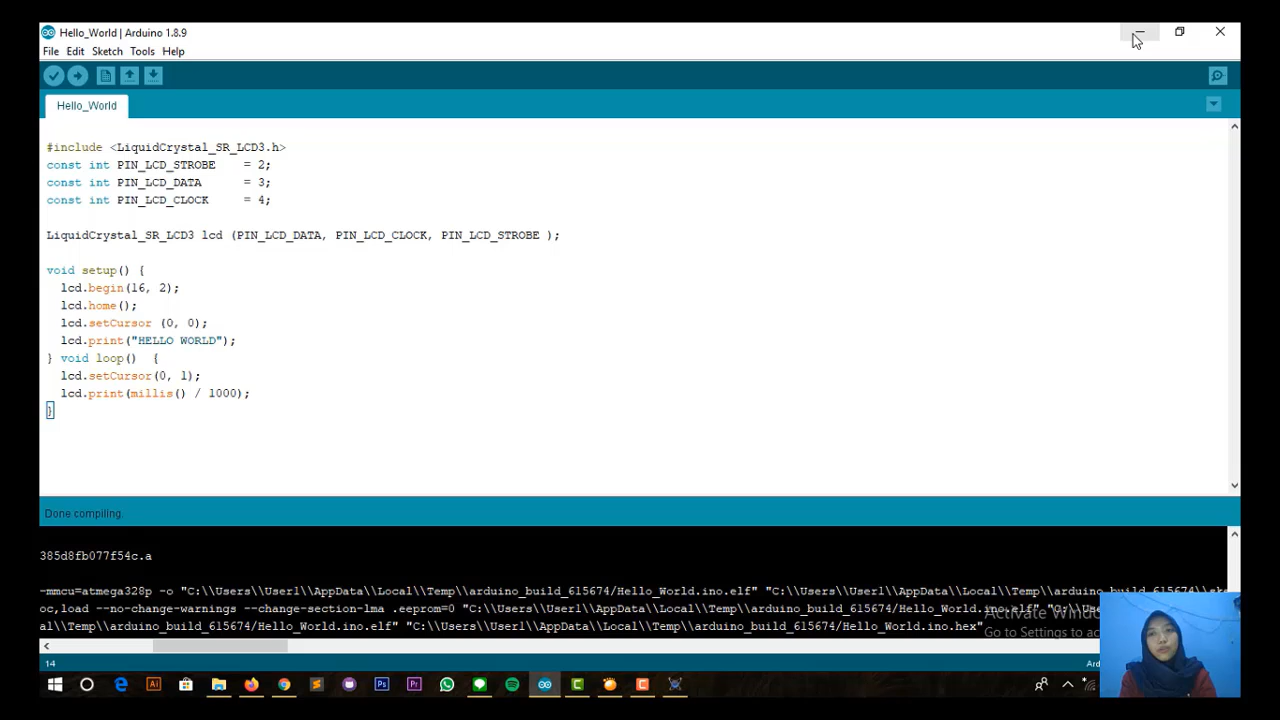 Hello_World | Arduino 1.8.9
File Edit Sketch Tools Help
Hello_World
#include <LiquidCrystal_SR_LCD3.h>
const int PIN_LCD_STROBE    = 2;
const int PIN_LCD_DATA      = 3;
const int PIN_LCD_CLOCK     = 4;
LiquidCrystal_SR_LCD3 lcd (PIN_LCD_DATA, PIN_LCD_CLOCK, PIN_LCD_STROBE );
void setup() {
  lcd.begin(16, 2);
  lcd.home();
  lcd.setCursor (0, 0);
  lcd.print("HELLO WORLD");
} void loop()  {
  lcd.setCursor(0, 1);
  lcd.print(millis() / 1000);
}
Done compiling.
385d8fb077f54c.a
-mmcu=atmega328p -o "C:\\Users\\User1\\AppData\\Local\\Temp\\arduino_build_615674/Hello_World.ino.elf" "C:\\Users\\User1\\AppData\\Local\\Temp\\arduino_build_615674\\sk
oc,load --no-change-warnings --change-section-lma .eeprom=0 "C:\\Users\\User1\\AppData\\Local\\Temp\\arduino_build_615674/Hello_World.ino.elf"
al\\Temp\\arduino_build_615674/Hello_World.ino.elf" "C:\\Users\\User1\\AppData\\Local\\Temp\\arduino_build_615674/Hello_World.ino.hex"
Activate Wind
Go to Settings to ac
14
Ard